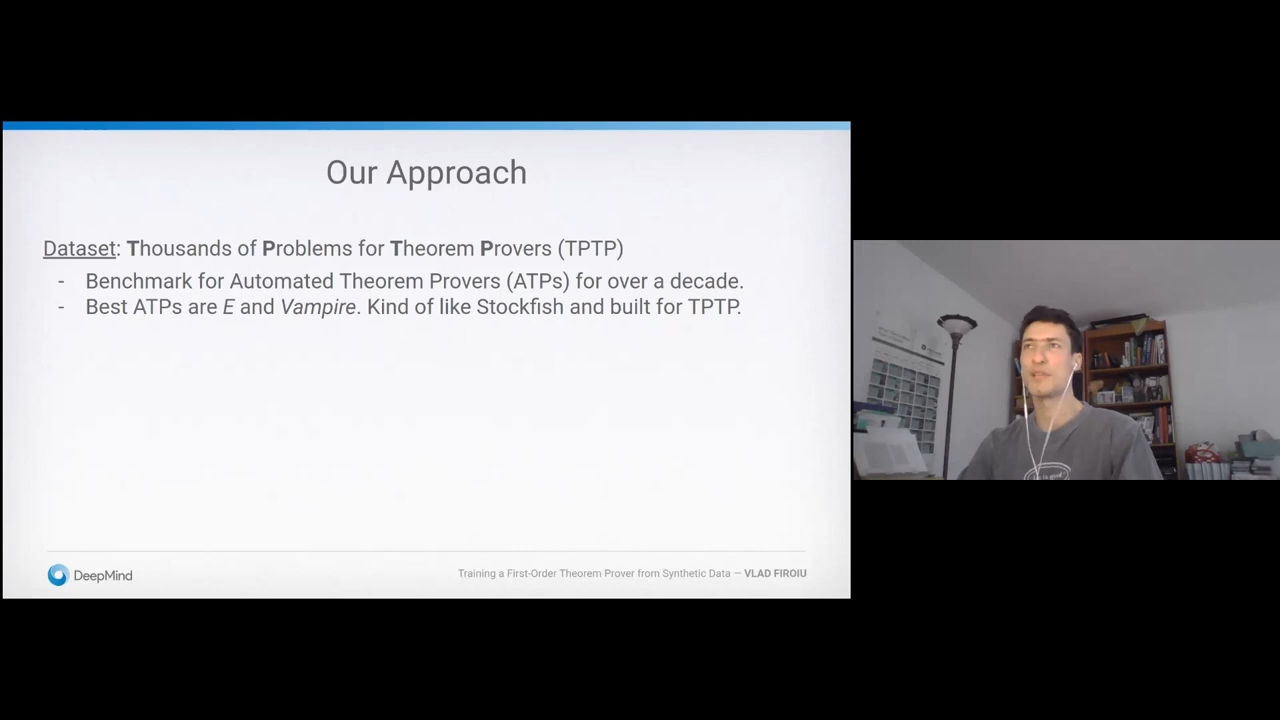 Our Approach
Dataset: Thousands of Problems for Theorem Provers (TPTP)
- Benchmark for Automated Theorem Provers (ATPs) for over a decade.
- Best ATPs are E and Vampire. Kind of like Stockfish and built for TPTP.
DeepMind
Training a First-Order Theorem Prover from Synthetic Data — VLAD FIROIU